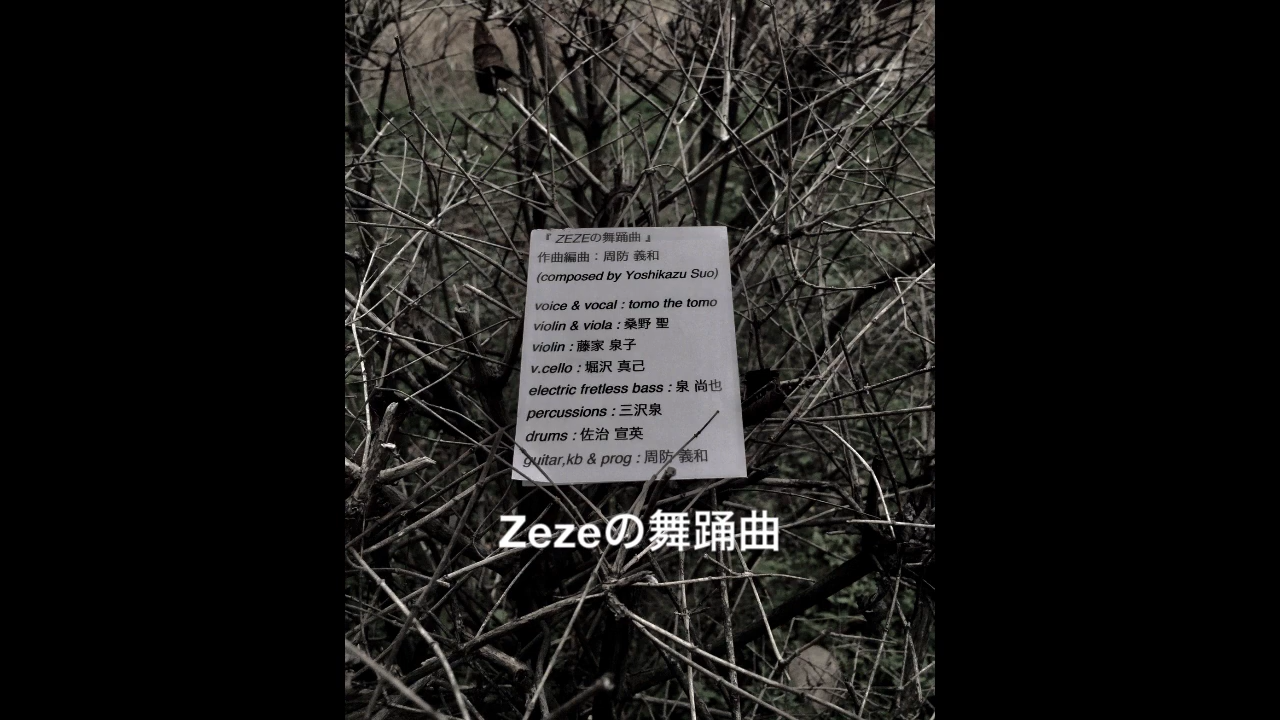 『 ZEZEの舞踊曲 』
作曲編曲：周防 義和
(composed by Yoshikazu Suo)
voice & vocal : tomo the tomo
violin & viola : 桑野 聖
violin : 藤家 泉子
v.cello : 堀沢 真己
electric fretless bass : 泉 尚也
percussions : 三沢泉
drums : 佐治 宣英
guitar,kb & prog : 周防 義和
Zezeの舞踊曲